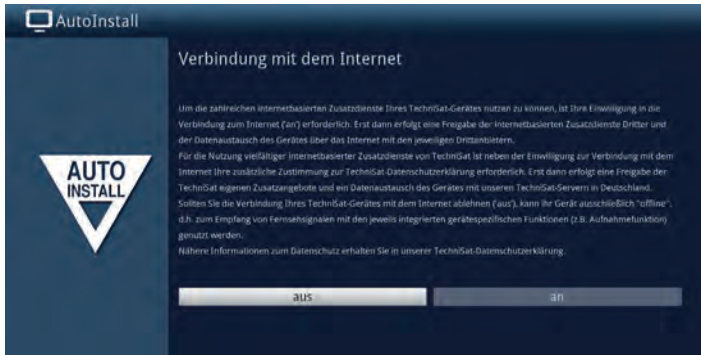 AutoInstall
Verbindung mit dem Internet
Um die zahlreichen internetbasierten Zusatzdienste Ihres TechniSat-Gerätes nutzen zu können, ist Ihre Einwilligung in die
Verbindung zum Internet ('an') erforderlich. Erst dann erfolgt eine Freigabe der internetbasierten Zusatzdienste Dritter und
der Datenaustausch des Gerätes über das Internet mit den jeweiligen Drittanbietern.
Für die Nutzung vielfältiger internetbasierter Zusatzdienste von TechniSat ist neben der Einwilligung zur Verbindung mit dem
Internet Ihre zusätzliche Zustimmung zur TechniSat-Datenschutzerklärung erforderlich. Erst dann erfolgt eine Freigabe der
TechniSat eigenen Zusatzangebote und ein Datenaustausch des Gerätes mit unseren TechniSat-Servern in Deutschland.
Sollten Sie die Verbindung Ihres TechniSat-Gerätes mit dem Internet ablehnen ('aus'), kann Ihr Gerät ausschließlich "offline",
d.h. zum Empfang von Fernsehsignalen mit den jeweils integrierten gerätespezifischen Funktionen (z.B. Aufnahmefunktion)
genutzt werden.
Nähere Informationen zum Datenschutz erhalten Sie in unserer TechniSat-Datenschutzerklärung.
AUTO
INSTALL
aus
an